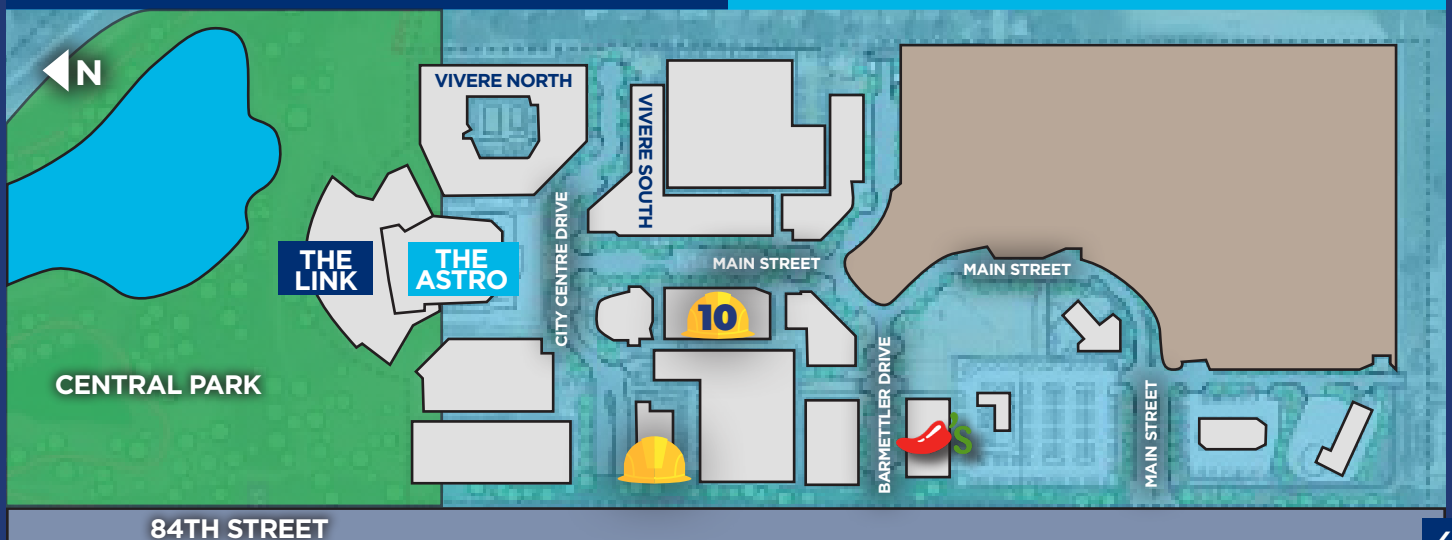 N
VIVERE NORTH
VIVERE SOUTH
CITY CENTRE DRIVE
THE
LINK
THE
ASTRO
MAIN STREET
MAIN STREET
10
CENTRAL PARK
BARMETTLER DRIVE
'S
MAIN STREET
84TH STREET